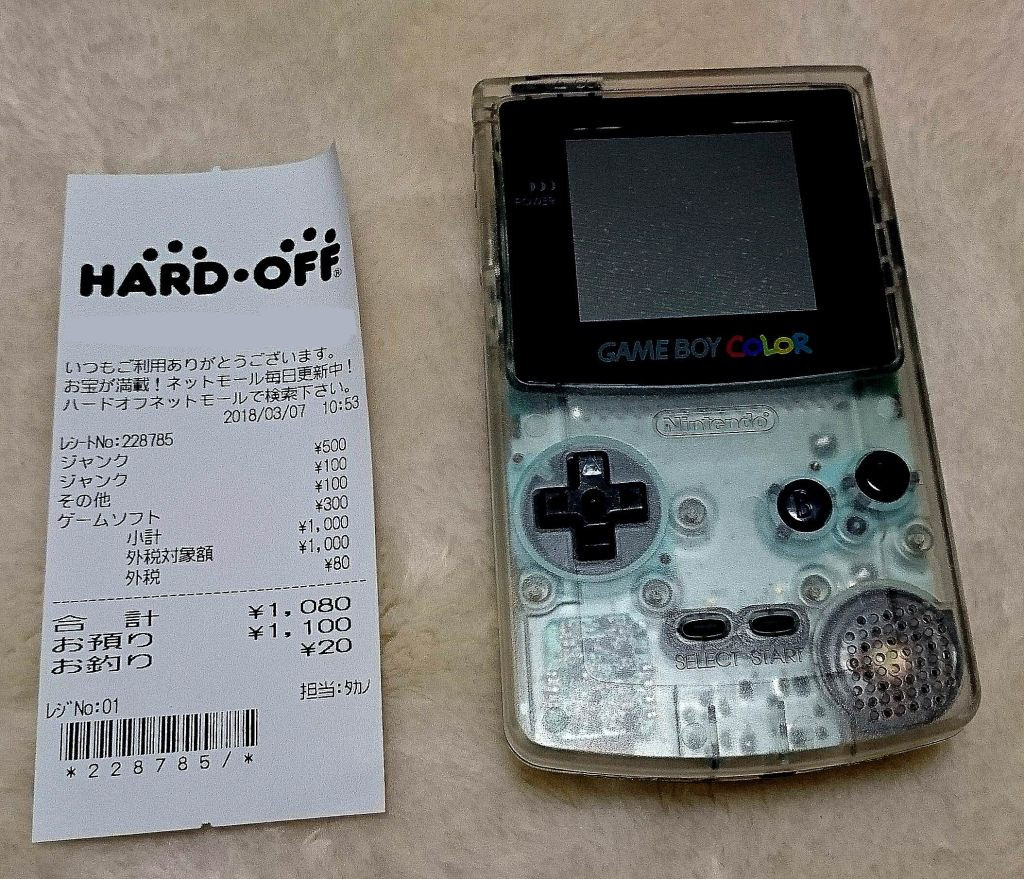 HARD・OFF®
いつもご利用ありがとうございます。
お宝が満載！ネットモール毎日更新中！
ハードオフネットモールで検索下さい。
2018/03/07 10:53
レシートNo:228785
ジャンク ¥500
ジャンク ¥100
その他 ¥100
ゲームソフト ¥300
小計 ¥1,000
外税対象額 ¥1,000
外税 ¥80
合計 ¥1,080
お預り ¥1,100
お釣り ¥20
担当:タカノ
レジNo:01
*228785/*
POWER
GAME BOY COLOR
Nintendo
B
SELECT START